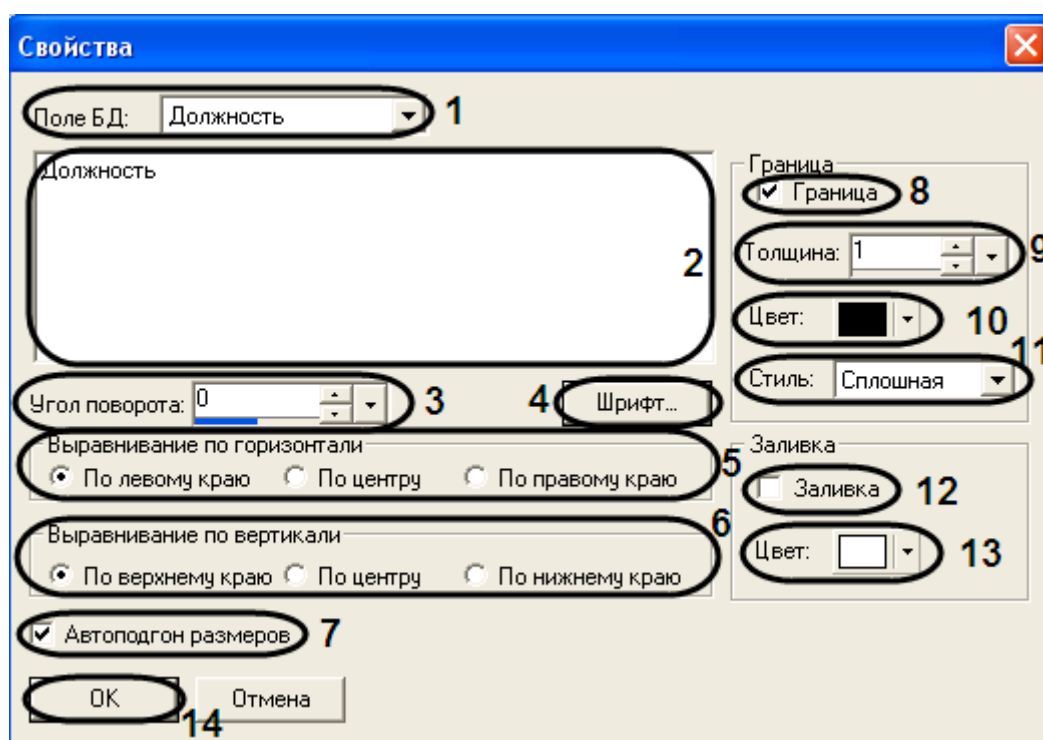 Свойства
Поле БД: Должность 1
Должность
2
Граница
Граница 8
Толщина: 1 9
Цвет: 10
Стиль: Сплошная 11
Угол поворота: 0 3
4 Шрифт...
Выравнивание по горизонтали
По левому краю По центру По правому краю 5
Выравнивание по вертикали 6
По верхнему краю По центру По нижнему краю
Заливка
Заливка 12
Цвет: 13
Автоподгон размеров 7
OK 14 Отмена